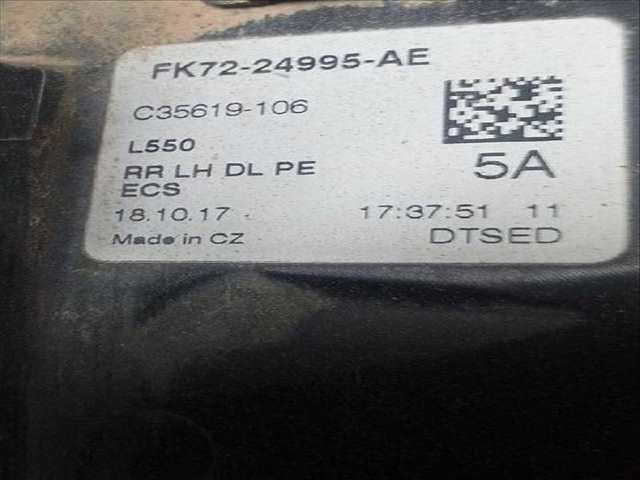 FK72-24995-AE
C35619-106
L550
5A
RR LH DL PE
ECS
18.10.17 17:37:51 11
Made in CZ DTSED